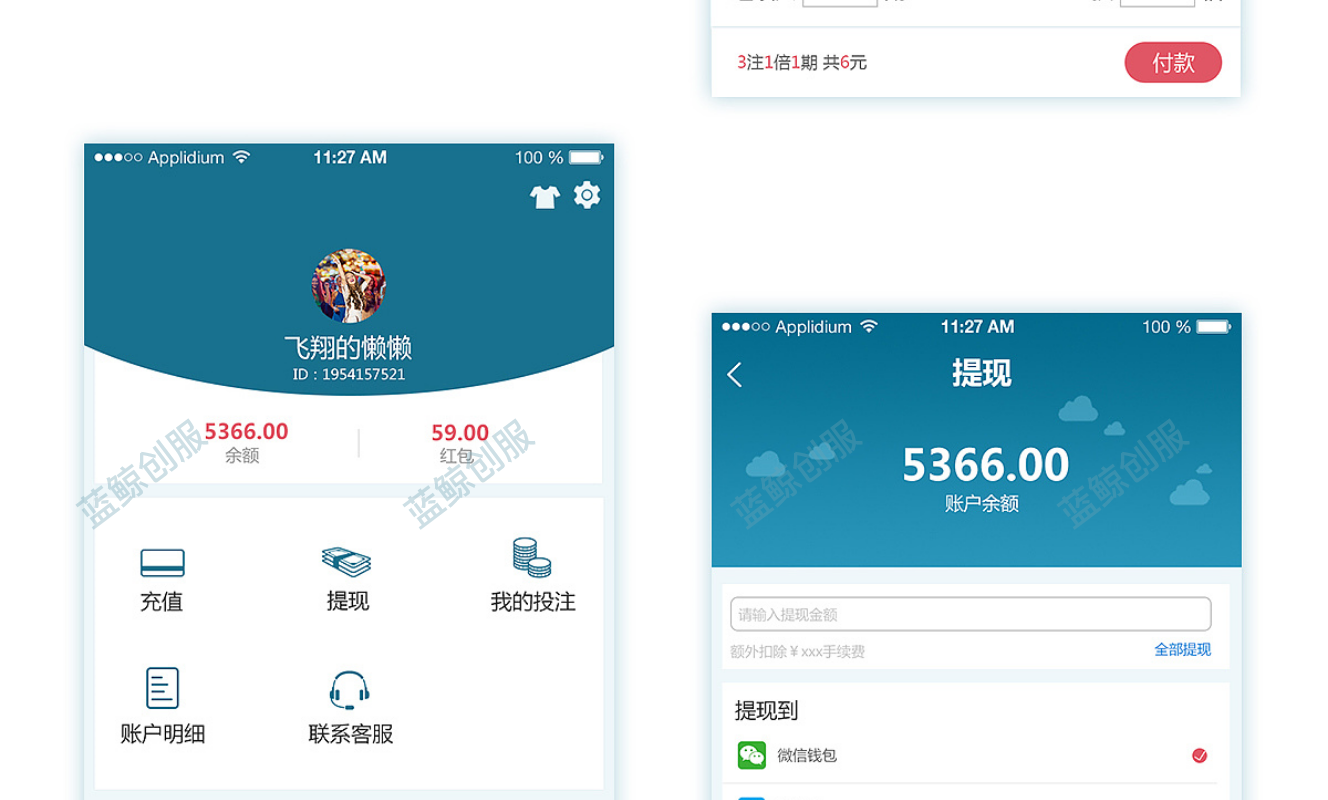 3注1倍1期 共6元
付款
Applidium
11:27 AM
100 %
飞翔的懒懒
ID : 1954157521
5366.00
余额
59.00
红包
蓝鲸创服
蓝鲸创服
充值
提现
我的投注
账户明细
联系客服
Applidium
11:27 AM
100 %
提现
5366.00
账户余额
蓝鲸创服
蓝鲸创服
请输入提现金额
额外扣除￥xxx手续费
全部提现
提现到
微信钱包